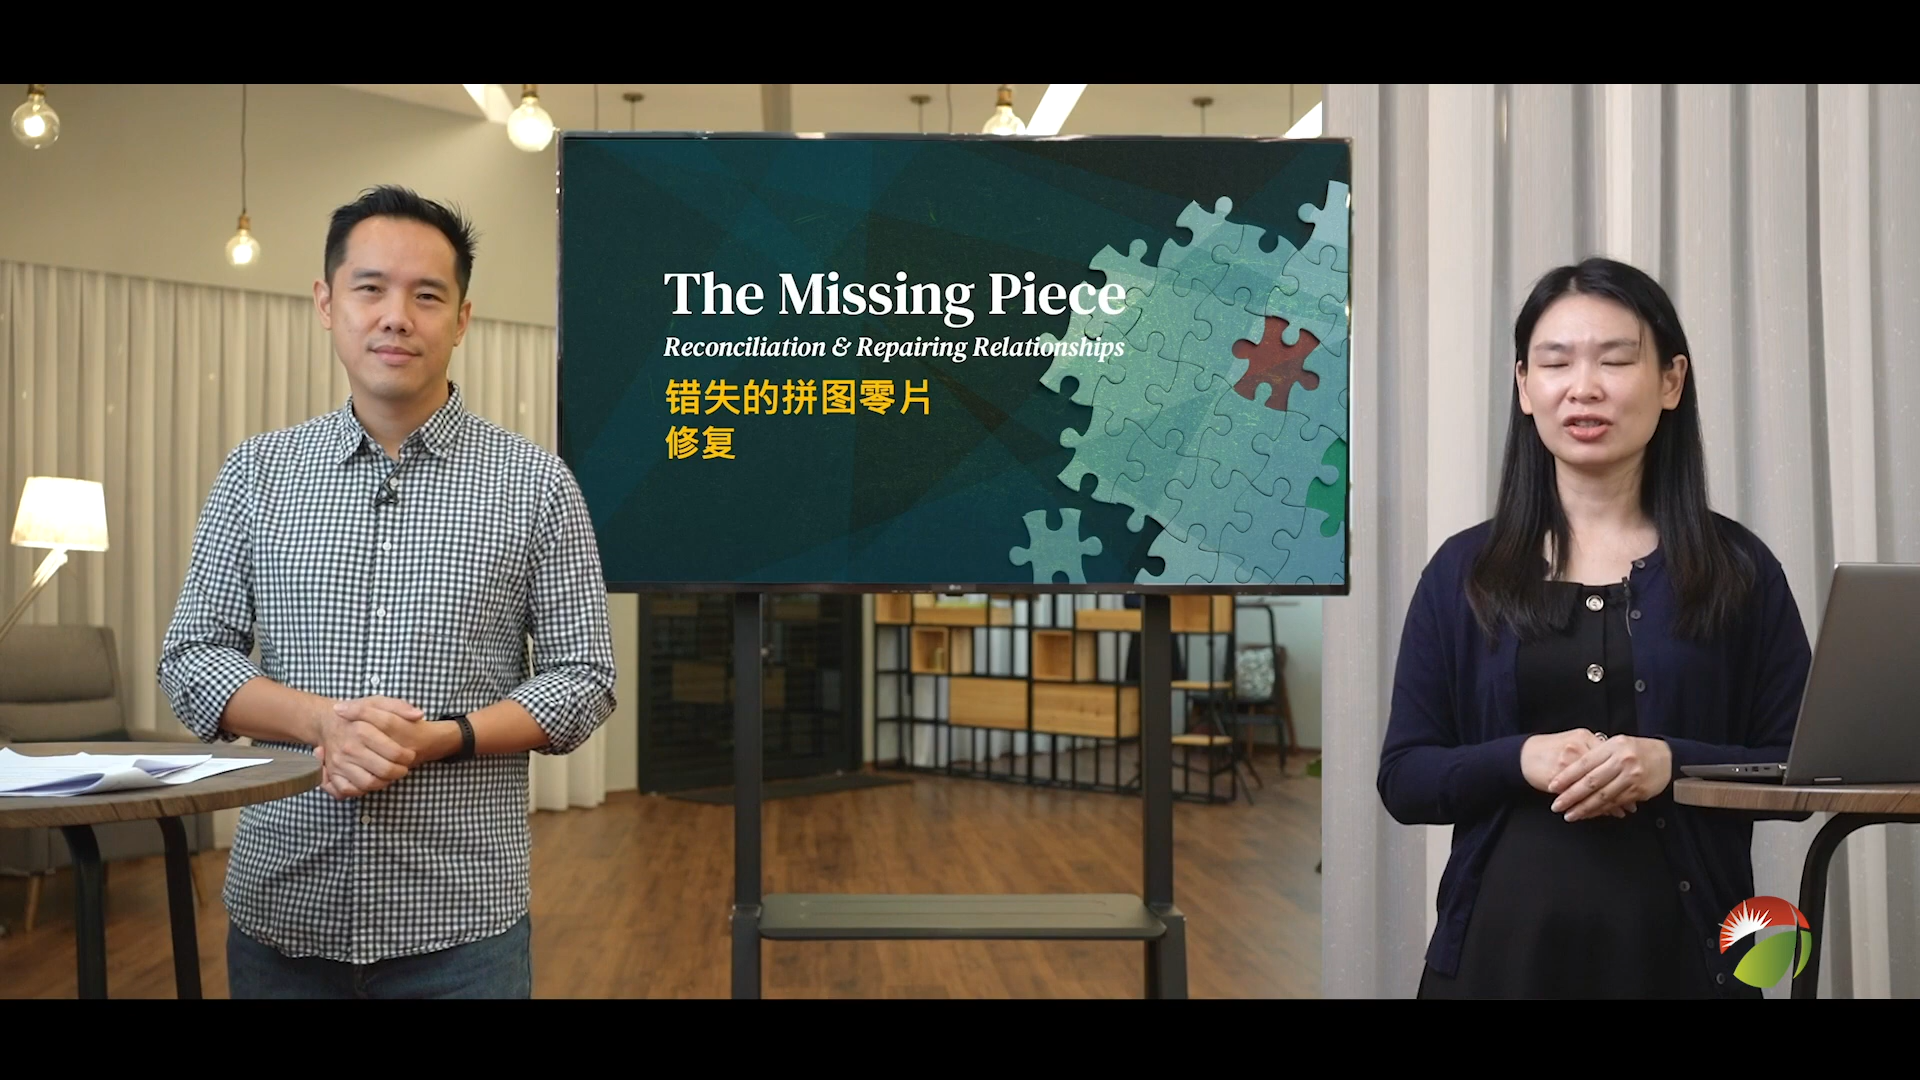 The Missing Piece
Reconciliation & Repairing Relationships
错失的拼图零片
修复